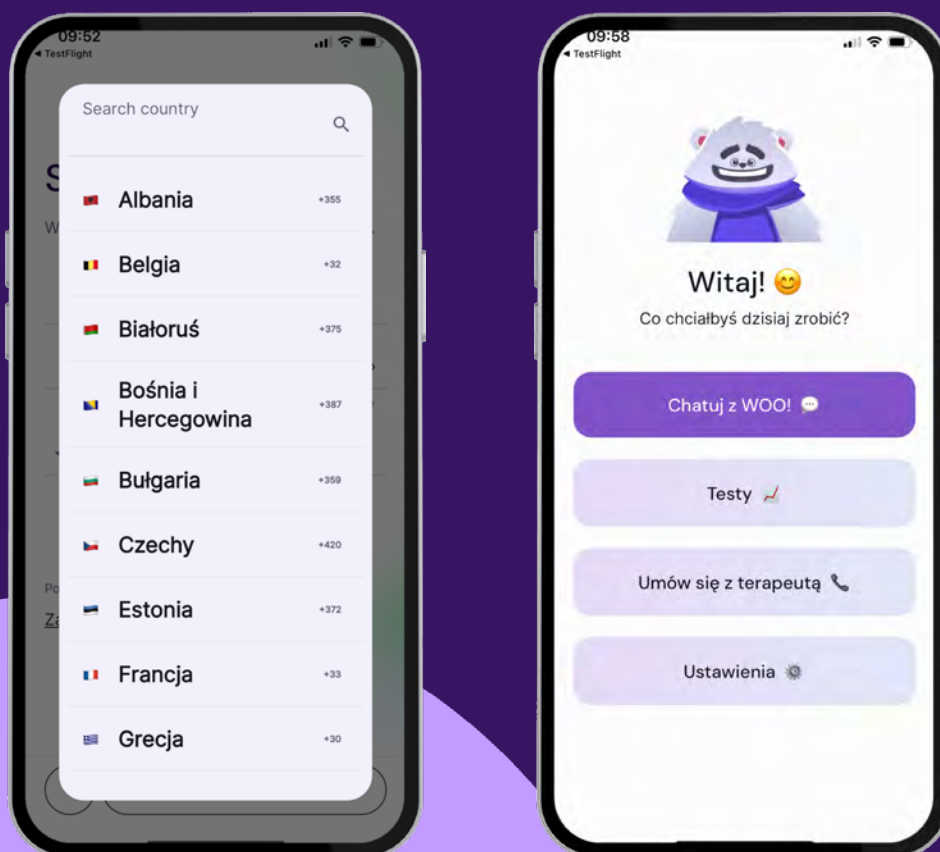 09:52
◀ TestFlight
Search country
Albania +355
Belgia +32
Białoruś +375
Bośnia i
Hercegowina +387
Bułgaria +359
Czechy +420
Estonia +372
Francja +33
Grecja +30
09:58
◀ TestFlight
Witaj! 😊
Co chciałbyś dzisiaj zrobić?
Chatuj z WOO! 💬
Testy 📈
Umów się z terapeutą 📞
Ustawienia ⚙️